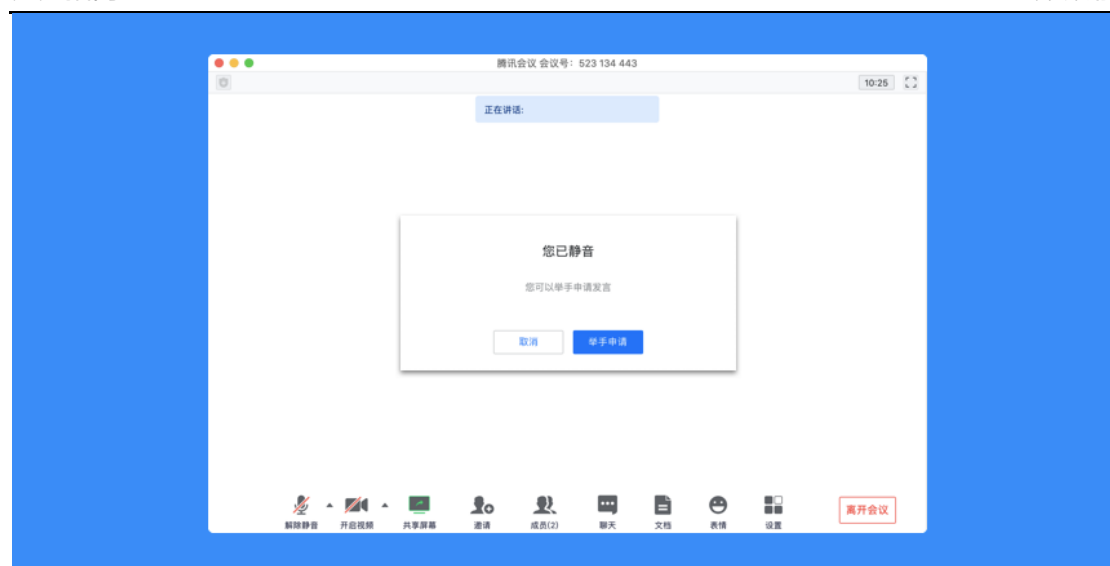 腾讯会议 会议号：523 134 443
10:25
正在讲话:
您已静音
您可以举手申请发言
取消
举手申请
解除静音
开启视频
共享屏幕
邀请
成员(2)
聊天
文档
表情
设置
离开会议